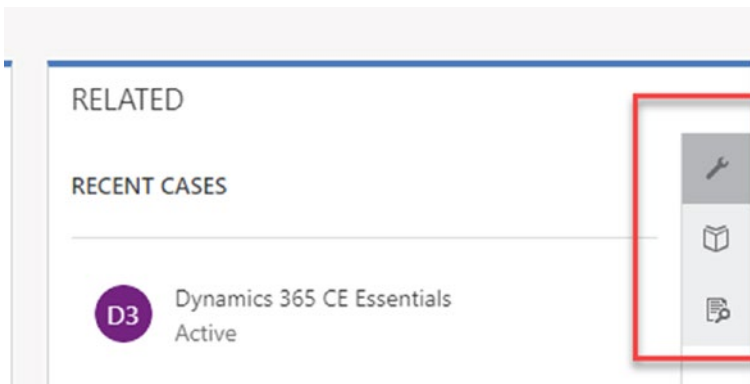 RELATED
RECENT CASES
D3
Dynamics 365 CE Essentials
Active